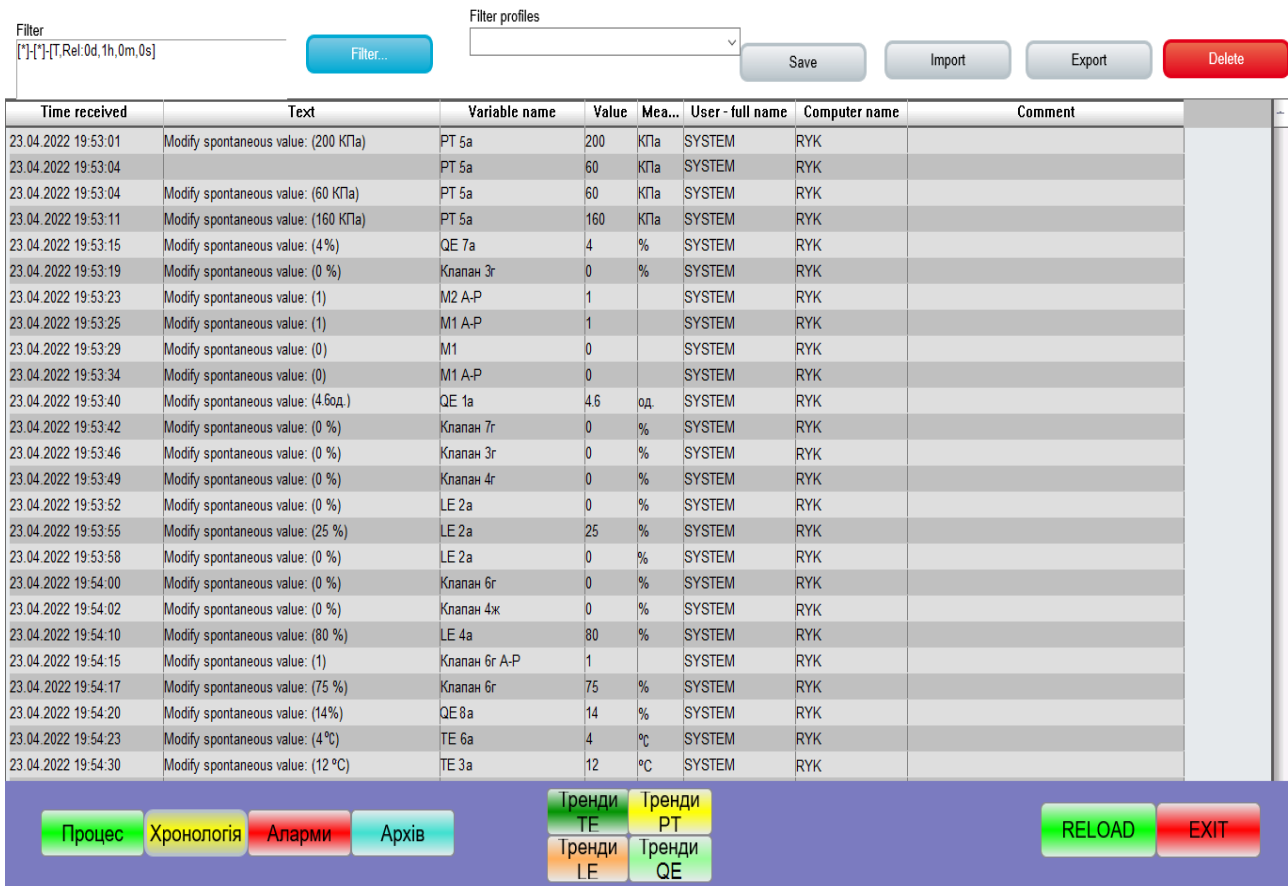 Filter profiles
Filter
[*]-[*]-[T,Rel:0d,1h,0m,0s]
Filter...
Save Import Export Delete
Time received Text Variable name Value Mea... User - full name Computer name Comment
23.04.2022 19:53:01 Modify spontaneous value: (200 КПа) PT 5a 200 КПа SYSTEM RYK
23.04.2022 19:53:04 PT 5a 60 КПа SYSTEM RYK
23.04.2022 19:53:04 Modify spontaneous value: (60 КПа) PT 5a 60 КПа SYSTEM RYK
23.04.2022 19:53:11 Modify spontaneous value: (160 КПа) PT 5a 160 КПа SYSTEM RYK
23.04.2022 19:53:15 Modify spontaneous value: (4%) QE 7a 4 % SYSTEM RYK
23.04.2022 19:53:19 Modify spontaneous value: (0 %) Клапан 3г 0 % SYSTEM RYK
23.04.2022 19:53:23 Modify spontaneous value: (1) M2 A-P 1 SYSTEM RYK
23.04.2022 19:53:25 Modify spontaneous value: (1) M1 A-P 1 SYSTEM RYK
23.04.2022 19:53:29 Modify spontaneous value: (0) M1 0 SYSTEM RYK
23.04.2022 19:53:34 Modify spontaneous value: (0) M1 A-P 0 SYSTEM RYK
23.04.2022 19:53:40 Modify spontaneous value: (4.6од.) QE 1a 4.6 од. SYSTEM RYK
23.04.2022 19:53:42 Modify spontaneous value: (0 %) Клапан 7г 0 % SYSTEM RYK
23.04.2022 19:53:46 Modify spontaneous value: (0 %) Клапан 3г 0 % SYSTEM RYK
23.04.2022 19:53:49 Modify spontaneous value: (0 %) Клапан 4г 0 % SYSTEM RYK
23.04.2022 19:53:52 Modify spontaneous value: (0 %) LE 2a 0 % SYSTEM RYK
23.04.2022 19:53:55 Modify spontaneous value: (25 %) LE 2a 25 % SYSTEM RYK
23.04.2022 19:53:58 Modify spontaneous value: (0 %) LE 2a 0 % SYSTEM RYK
23.04.2022 19:54:00 Modify spontaneous value: (0 %) Клапан 6г 0 % SYSTEM RYK
23.04.2022 19:54:02 Modify spontaneous value: (0 %) Клапан 4ж 0 % SYSTEM RYK
23.04.2022 19:54:10 Modify spontaneous value: (80 %) LE 4a 80 % SYSTEM RYK
23.04.2022 19:54:15 Modify spontaneous value: (1) Клапан 6г A-P 1 SYSTEM RYK
23.04.2022 19:54:17 Modify spontaneous value: (75 %) Клапан 6г 75 % SYSTEM RYK
23.04.2022 19:54:20 Modify spontaneous value: (14%) QE 8a 14 % SYSTEM RYK
23.04.2022 19:54:23 Modify spontaneous value: (4 ºC) TE 6a 4 ºC SYSTEM RYK
23.04.2022 19:54:30 Modify spontaneous value: (12 ºC) TE 3a 12 ºC SYSTEM RYK
Процес Хронологія Аларми Архів
Тренди TE
Тренди PT
Тренди LE
Тренди QE
RELOAD EXIT